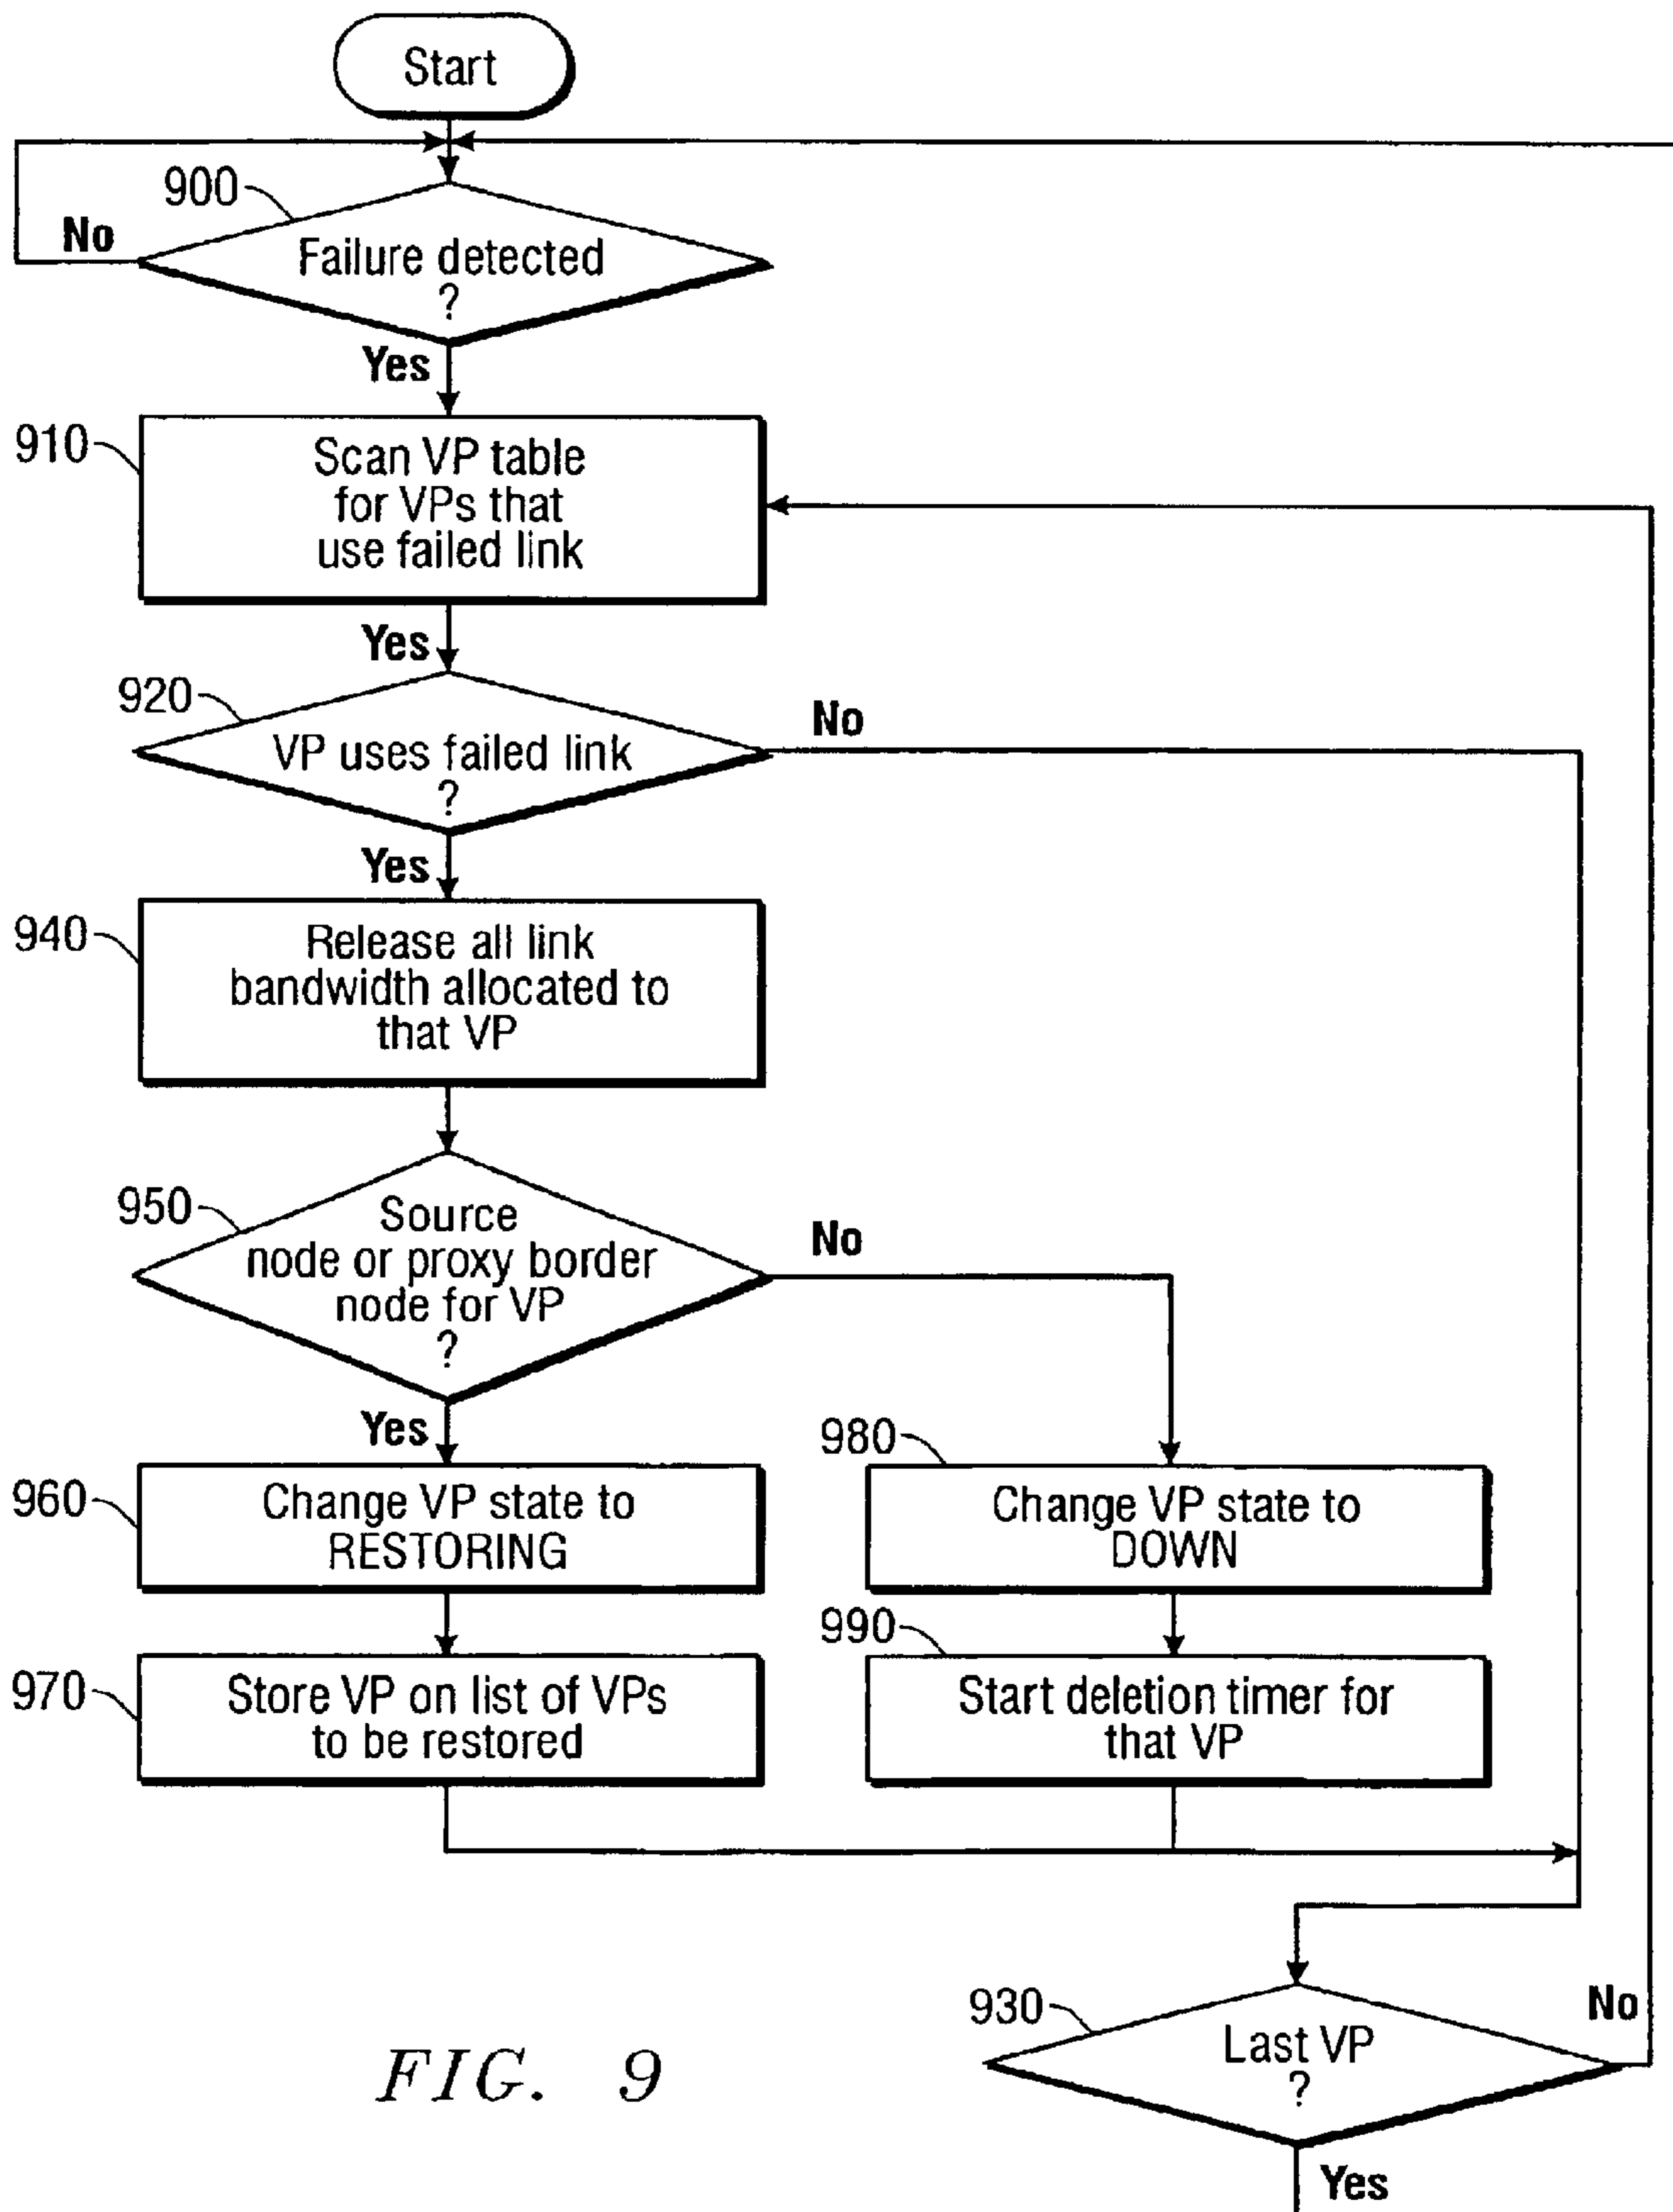 Start
900
No
Failure detected
?
Yes
910
Scan VP table
for VPs that
use failed link
Yes
920
No
VP uses failed link
?
Yes
940
Release all link
bandwidth allocated to
that VP
950
Source
node or proxy border
node for VP
?
No
Yes
960
Change VP state to
RESTORING
980
Change VP state to
DOWN
970
Store VP on list of VPs
to be restored
990
Start deletion timer for
that VP
930
Last VP
?
No
Yes
FIG. 9